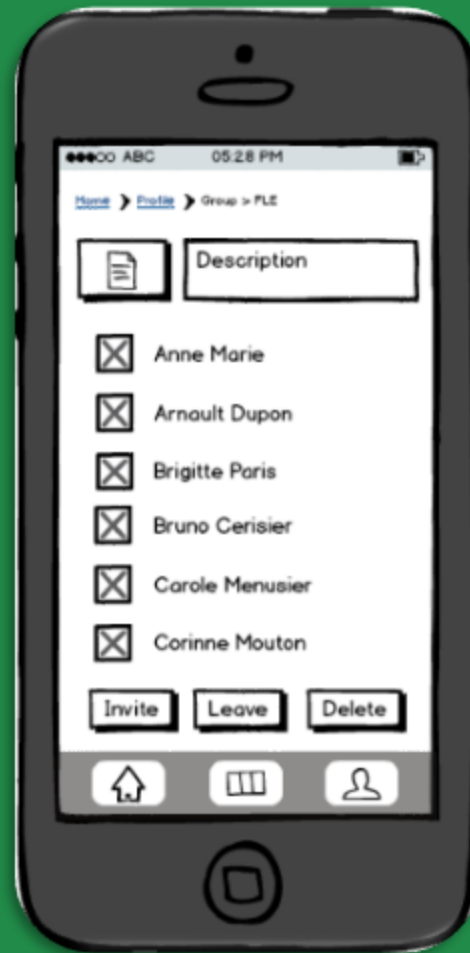 ABC 05:28 PM
Home > Profile > Group > FLE
Description
Anne Marie
Arnault Dupon
Brigitte Paris
Bruno Cerisier
Carole Menusier
Corinne Mouton
Invite Leave Delete